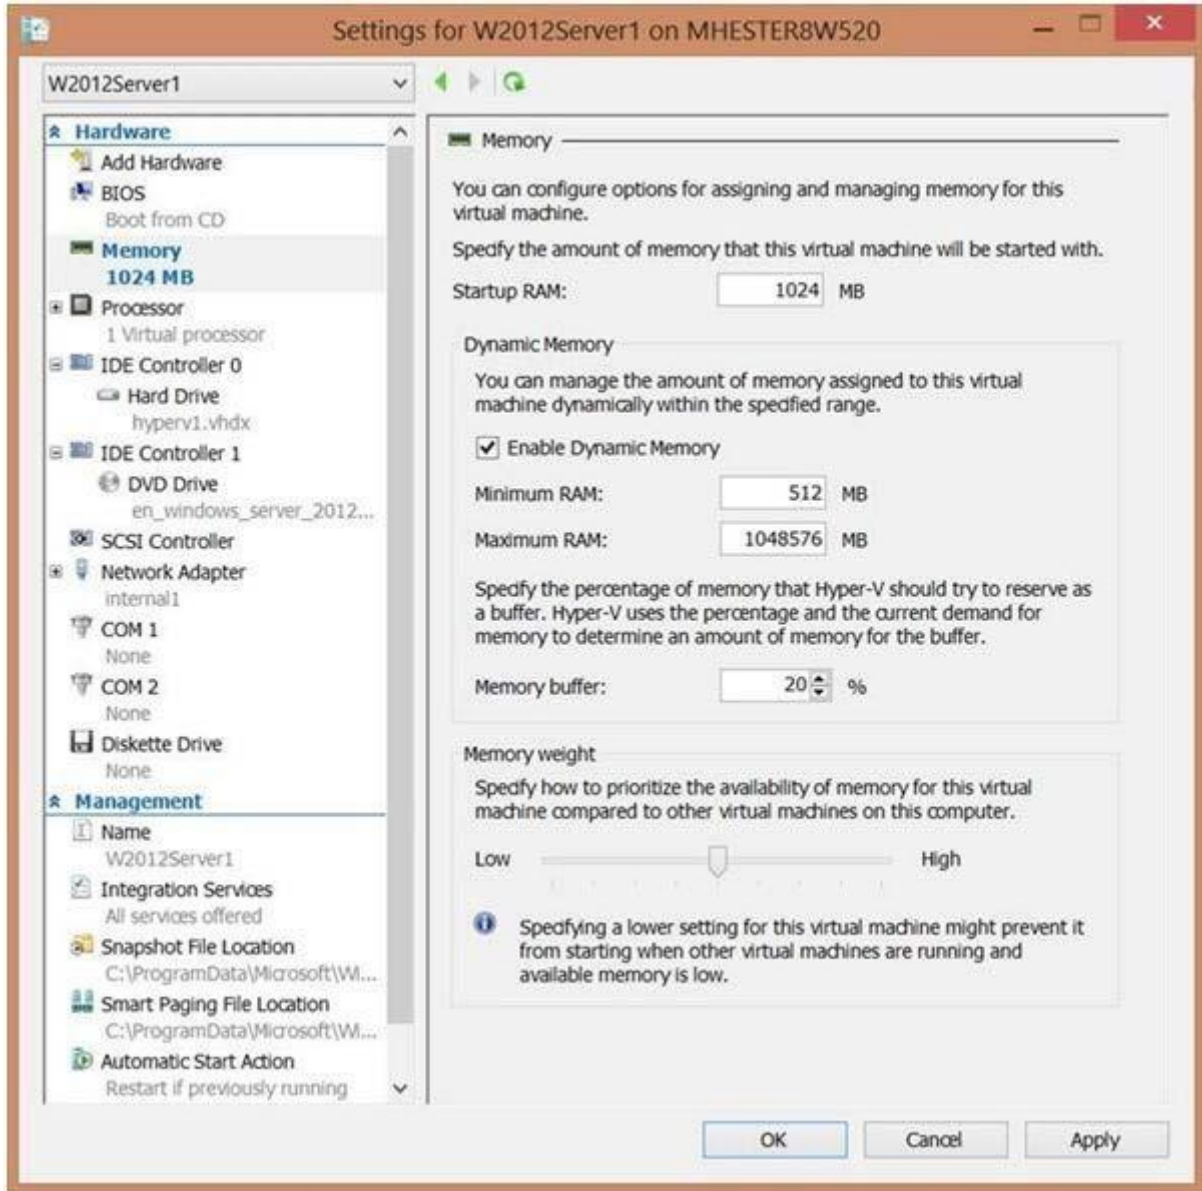 Settings for W2012Server1 on MHESTER8W520
W2012Server1
Hardware
Add Hardware
BIOS
Boot from CD
Memory
1024 MB
Processor
1 Virtual processor
IDE Controller 0
Hard Drive
hyperv1.vhdx
IDE Controller 1
DVD Drive
en_windows_server_2012...
SCSI Controller
Network Adapter
internal1
COM 1
None
COM 2
None
Diskette Drive
None
Management
Name
W2012Server1
Integration Services
All services offered
Snapshot File Location
C:\ProgramData\Microsoft\Wi...
Smart Paging File Location
C:\ProgramData\Microsoft\Wi...
Automatic Start Action
Restart if previously running
Memory
You can configure options for assigning and managing memory for this
virtual machine.
Specify the amount of memory that this virtual machine will be started with.
Startup RAM: 1024 MB
Dynamic Memory
You can manage the amount of memory assigned to this virtual
machine dynamically within the specified range.
Enable Dynamic Memory
Minimum RAM: 512 MB
Maximum RAM: 1048576 MB
Specify the percentage of memory that Hyper-V should try to reserve as
a buffer. Hyper-V uses the percentage and the current demand for
memory to determine an amount of memory for the buffer.
Memory buffer: 20 %
Memory weight
Specify how to prioritize the availability of memory for this virtual
machine compared to other virtual machines on this computer.
Low High
Specifying a lower setting for this virtual machine might prevent it
from starting when other virtual machines are running and
available memory is low.
OK Cancel Apply